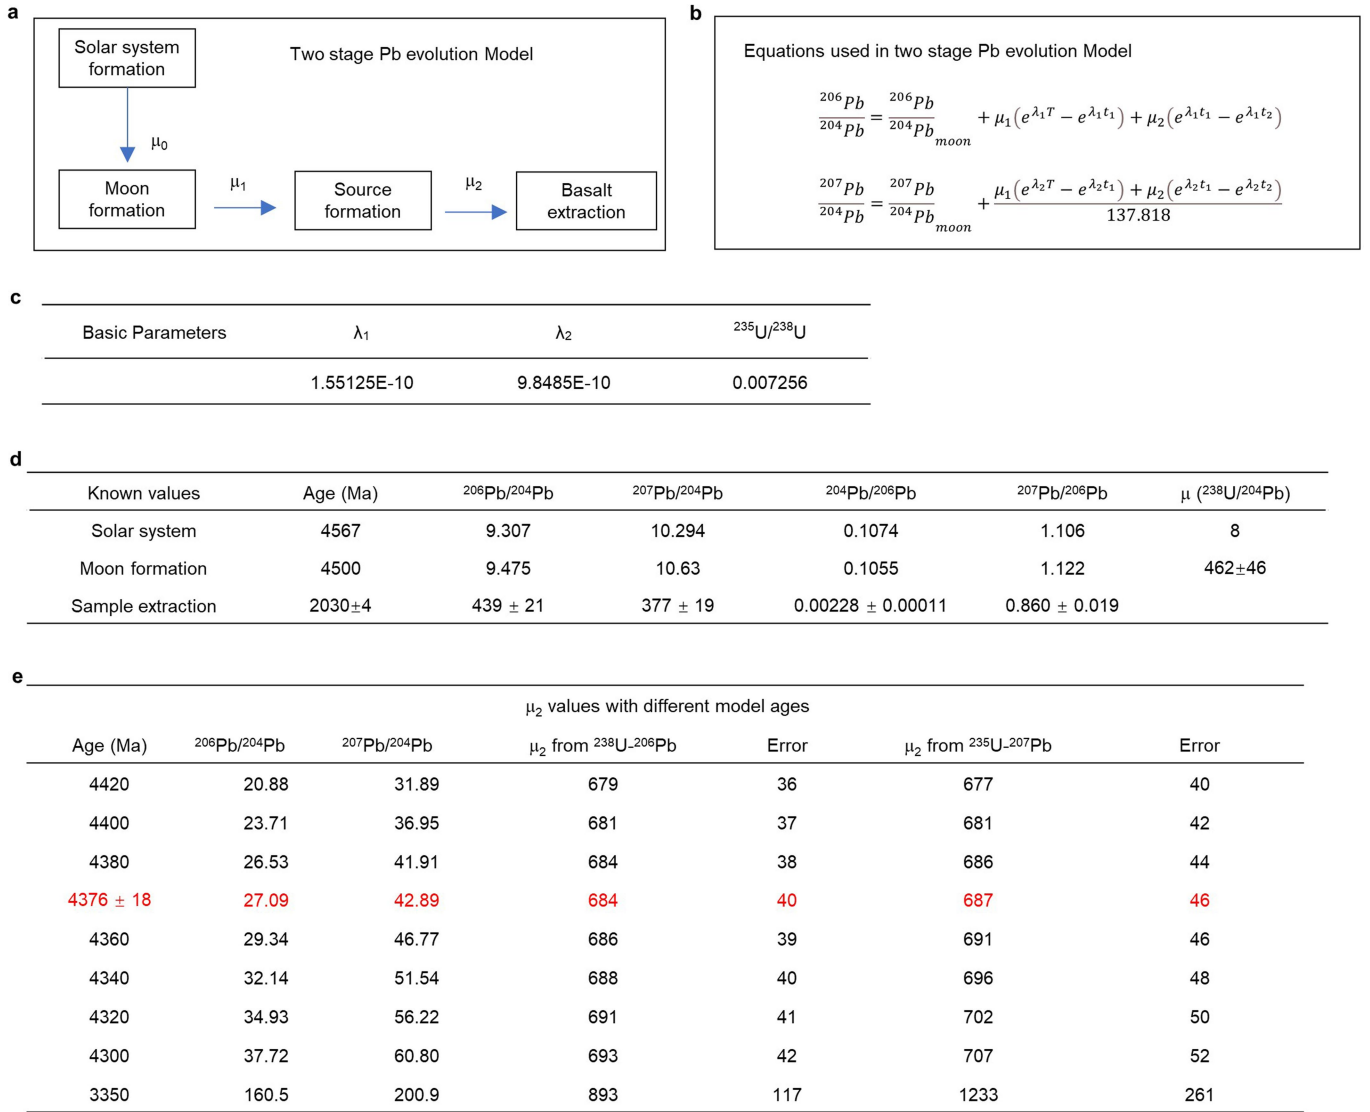 a
Solar system
formation
Two stage Pb evolution Model
μ₀
Moon
formation
μ₁
Source
formation
μ₂
Basalt
extraction
b
Equations used in two stage Pb evolution Model
²⁰⁶Pb/²⁰⁴Pb = ²⁰⁶Pb/²⁰⁴Pb moon + μ₁(e^λ₁T − e^λ₁t₁) + μ₂(e^λ₁t₁ − e^λ₁t₂)
²⁰⁷Pb/²⁰⁴Pb = ²⁰⁷Pb/²⁰⁴Pb moon + μ₁(e^λ₂T − e^λ₂t₁) + μ₂(e^λ₂t₁ − e^λ₂t₂)/137.818
c
Basic Parameters λ₁ λ₂ ²³⁵U/²³⁸U
1.55125E-10 9.8485E-10 0.007256
d
Known values Age (Ma) ²⁰⁶Pb/²⁰⁴Pb ²⁰⁷Pb/²⁰⁴Pb ²⁰⁴Pb/²⁰⁶Pb ²⁰⁷Pb/²⁰⁶Pb μ (²³⁸U/²⁰⁴Pb)
Solar system 4567 9.307 10.294 0.1074 1.106 8
Moon formation 4500 9.475 10.63 0.1055 1.122 462±46
Sample extraction 2030±4 439 ± 21 377 ± 19 0.00228 ± 0.00011 0.860 ± 0.019
e
μ₂ values with different model ages
Age (Ma) ²⁰⁶Pb/²⁰⁴Pb ²⁰⁷Pb/²⁰⁴Pb μ₂ from ²³⁸U-²⁰⁶Pb Error μ₂ from ²³⁵U-²⁰⁷Pb Error
4420 20.88 31.89 679 36 677 40
4400 23.71 36.95 681 37 681 42
4380 26.53 41.91 684 38 686 44
4376 ± 18 27.09 42.89 684 40 687 46
4360 29.34 46.77 686 39 691 46
4340 32.14 51.54 688 40 696 48
4320 34.93 56.22 691 41 702 50
4300 37.72 60.80 693 42 707 52
3350 160.5 200.9 893 117 1233 261